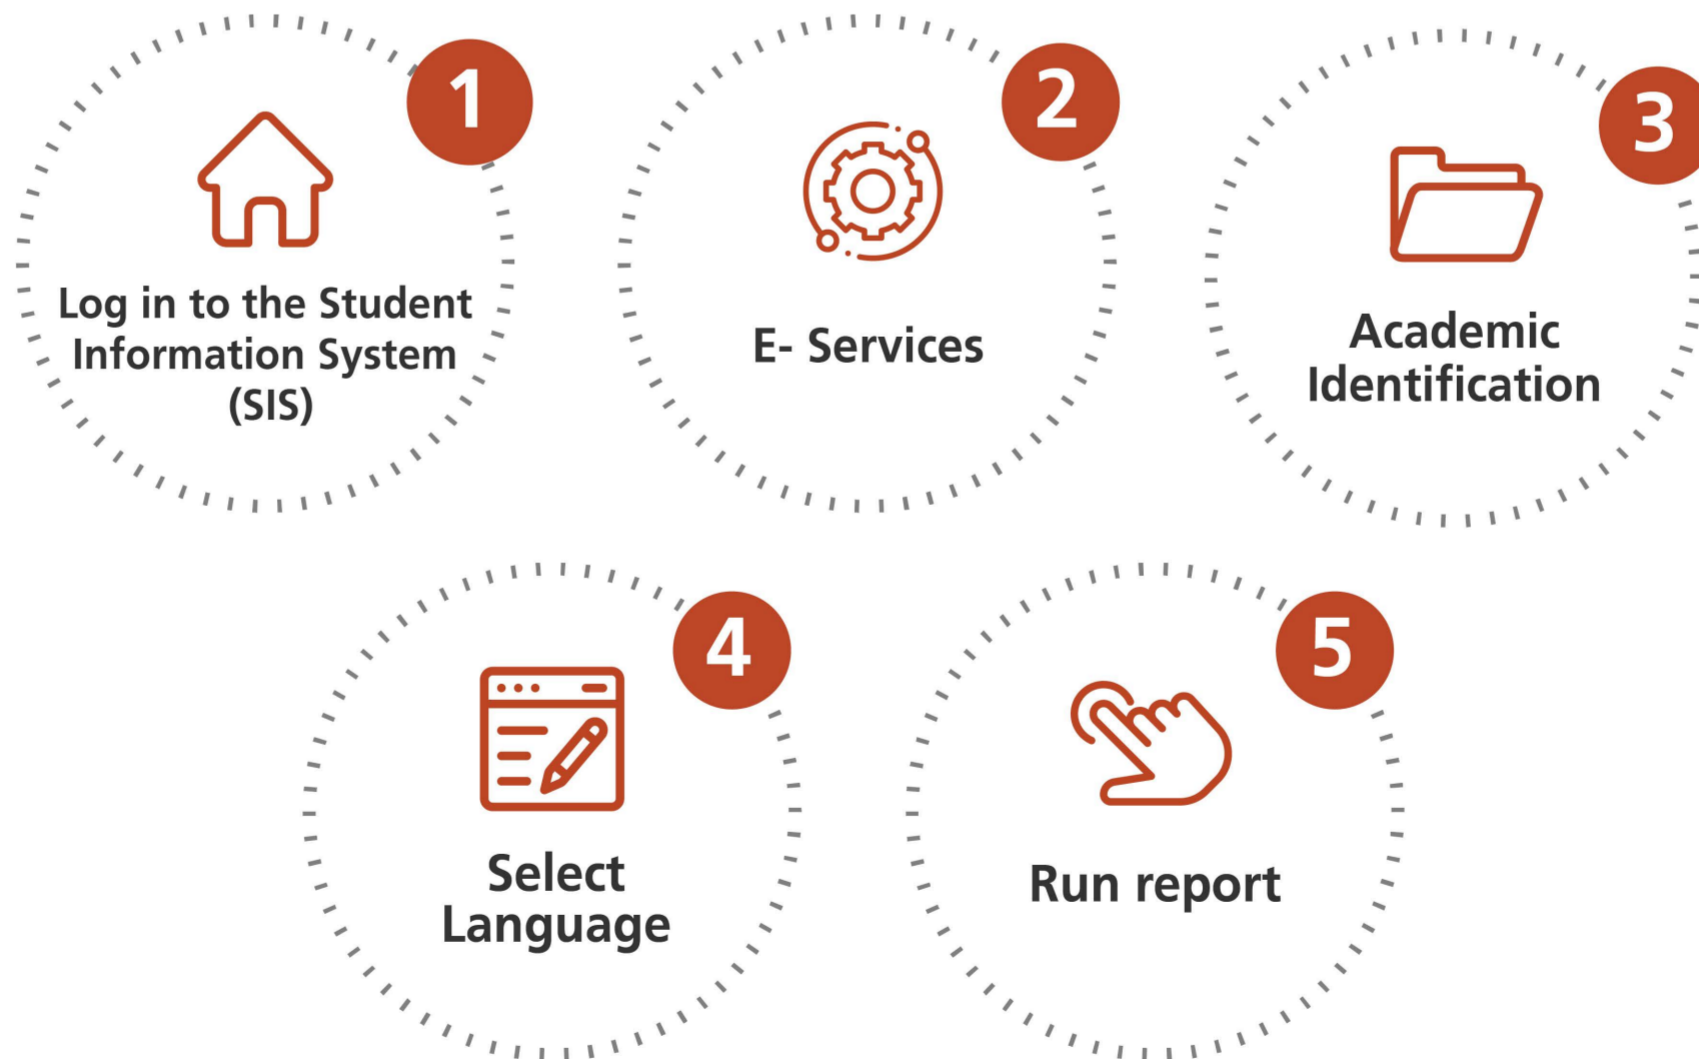 1
Log in to the Student
Information System
(SIS)
2
E- Services
3
Academic
Identification
4
Select
Language
5
Run report